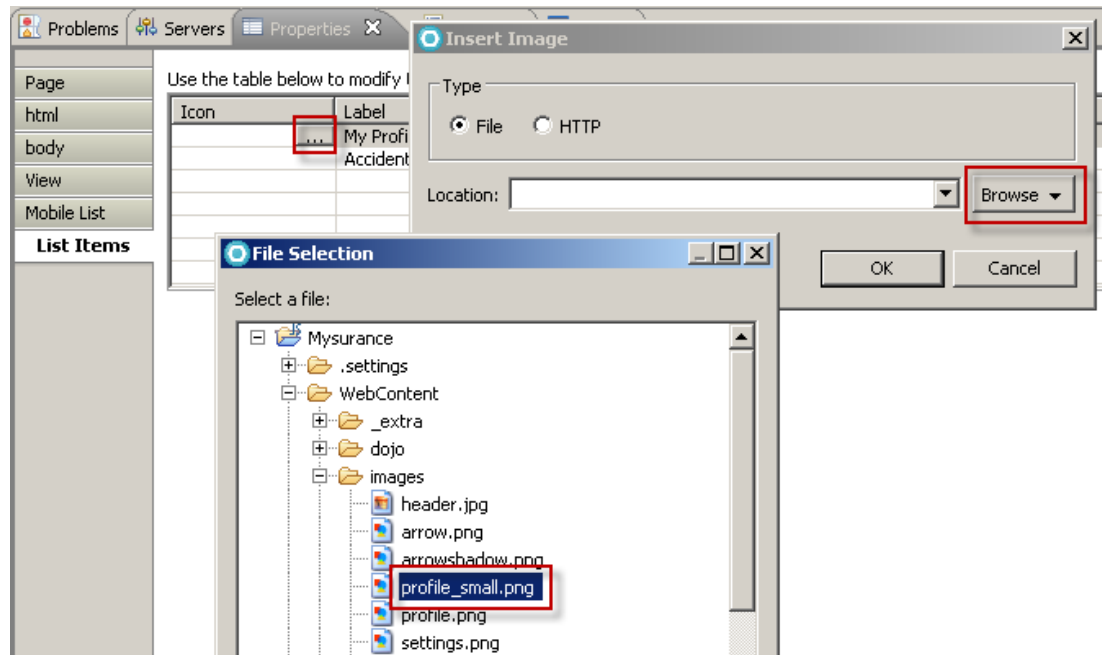 Problems Servers Properties
Insert Image
Page
html
body
View
Mobile List
List Items
Use the table below to modify
Icon Label
... My Profi
Accident
Type
File HTTP
Location: Browse
OK Cancel
File Selection
Select a file:
Mysurance
.settings
WebContent
_extra
dojo
images
header.jpg
arrow.png
arrowshadow.png
profile_small.png
profile.png
settings.png